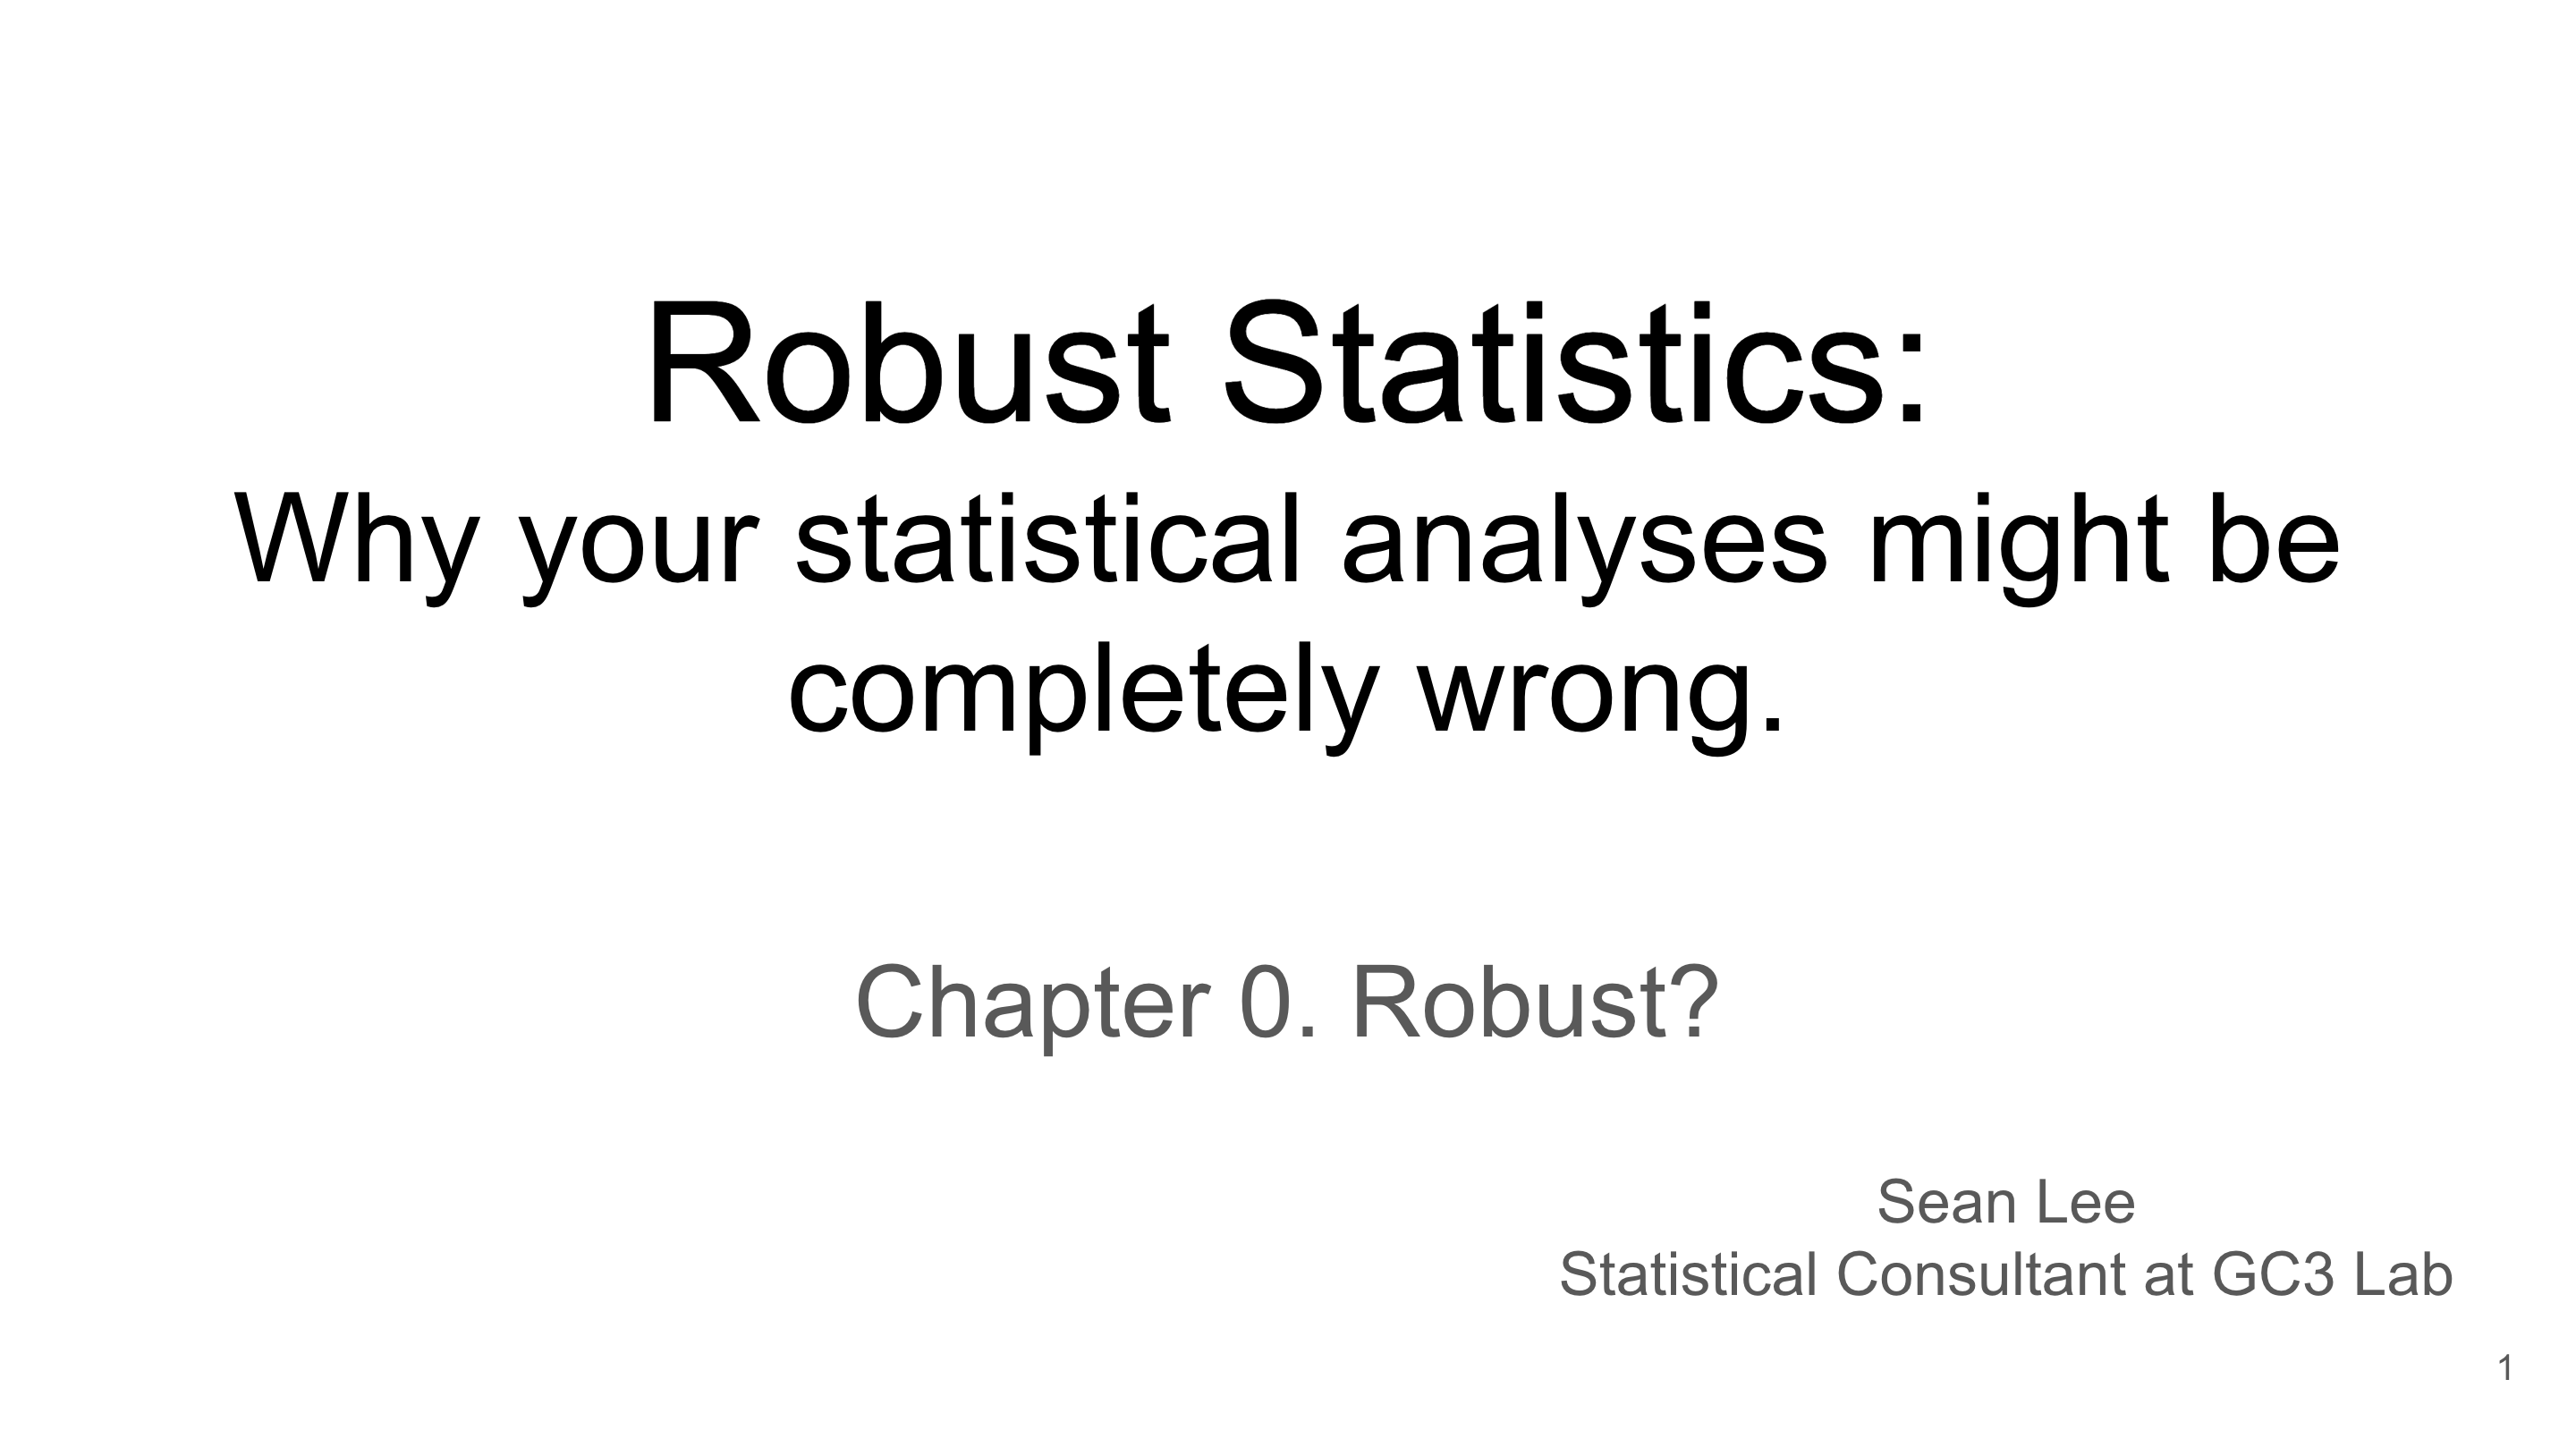 Robust Statistics:
Why your statistical analyses might be
completely wrong.
Chapter 0. Robust?
Sean Lee
Statistical Consultant at GC3 Lab
1